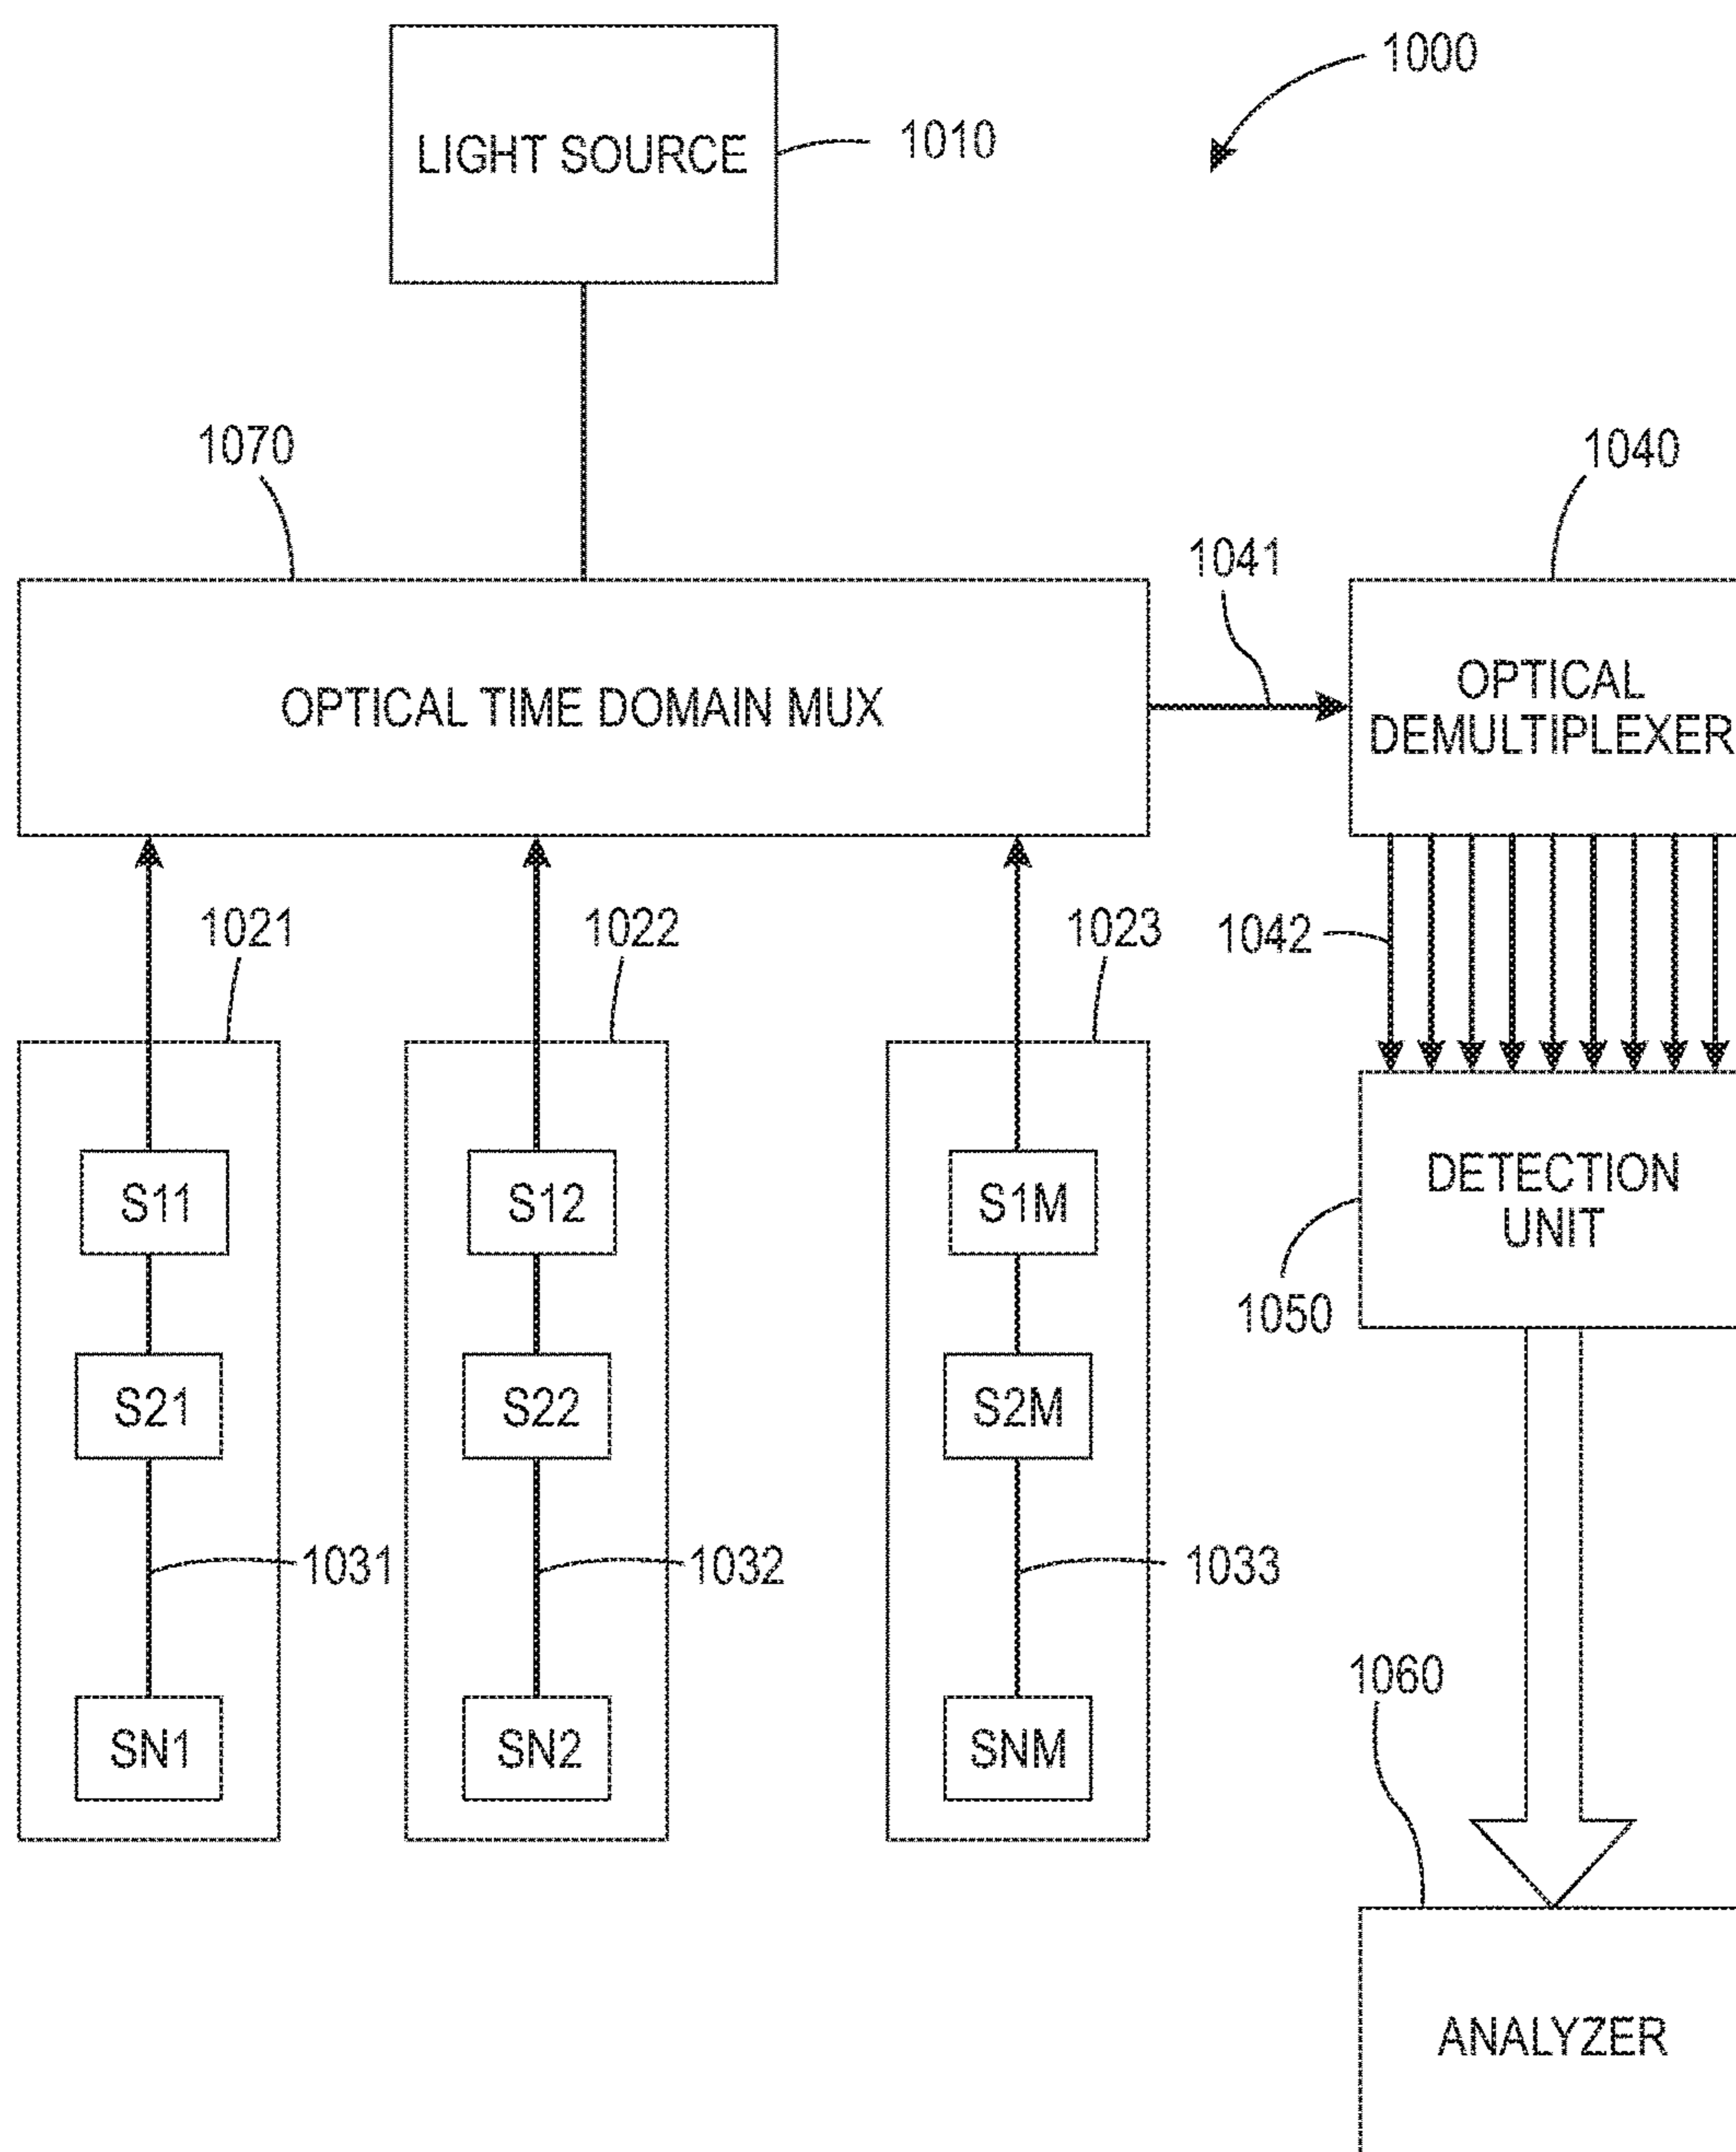 1000
LIGHT SOURCE
1010
1070
1040
1041
OPTICAL TIME DOMAIN MUX
OPTICAL
DEMULTIPLEXER
1021
1022
1023
1042
S11
S12
S1M
DETECTION
UNIT
1050
S21
S22
S2M
1031
1032
1033
1060
SN1
SN2
SNM
ANALYZER